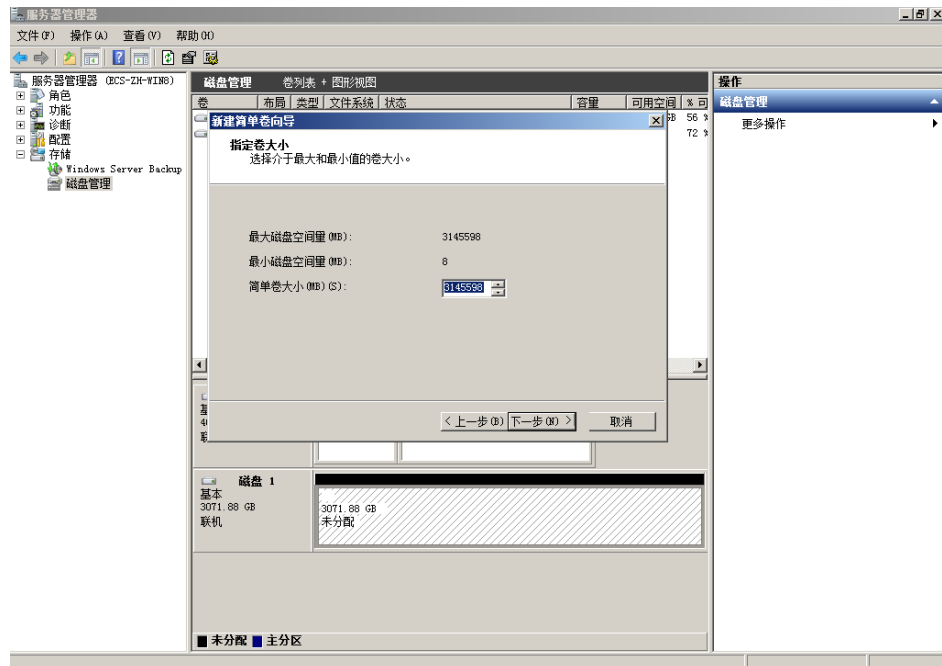 服务器管理器
文件(F) 操作(A) 查看(V) 帮助(H)
服务器管理器 (ECS-ZH-WIN8)
角色
功能
诊断
配置
存储
Windows Server Backup
磁盘管理
磁盘管理 卷列表 + 图形视图
卷 布局 类型 文件系统 状态 容量 可用空间 % 可
56 %
72 %
新建简单卷向导
指定卷大小
选择介于最大和最小值的卷大小。
最大磁盘空间量(MB): 3145598
最小磁盘空间量(MB): 8
简单卷大小(MB)(S): 3145598
< 上一步(B) 下一步(N) > 取消
磁盘 1
基本
3071.88 GB
联机
3071.88 GB
未分配
未分配 主分区
操作
磁盘管理
更多操作